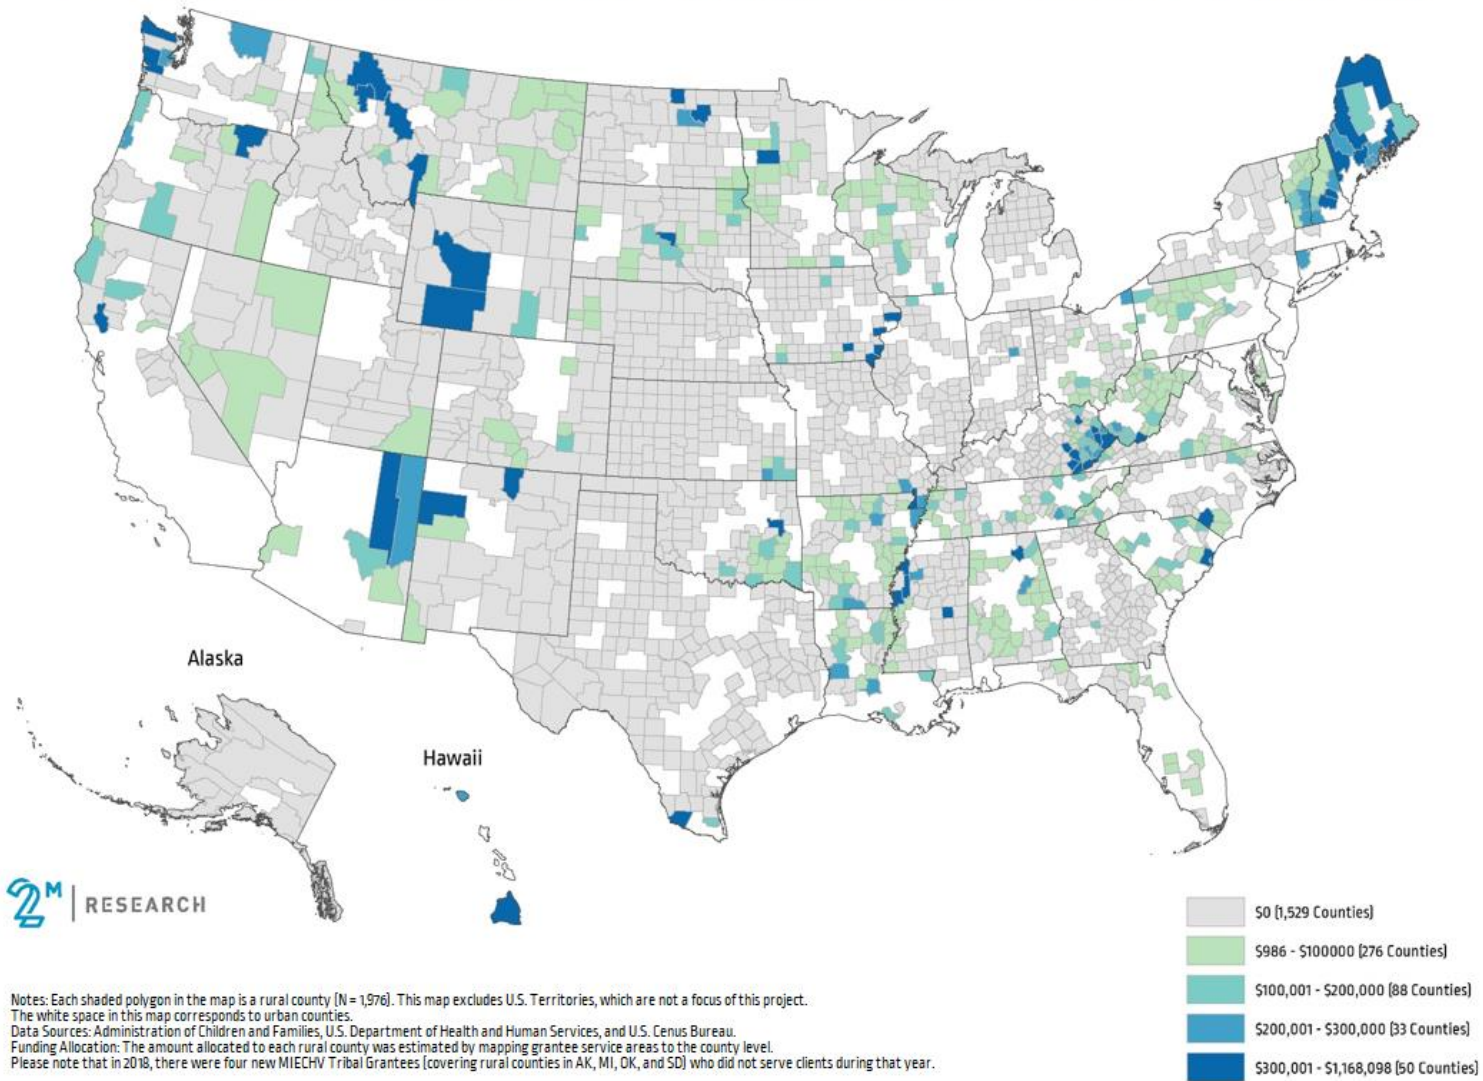 Alaska
Hawaii
2M | RESEARCH
$0 (1,529 Counties)
$986 - $100000 (276 Counties)
$100,001 - $200,000 (88 Counties)
$200,001 - $300,000 (33 Counties)
$300,001 - $1,168,098 (50 Counties)
Notes: Each shaded polygon in the map is a rural county (N = 1,976). This map excludes U.S. Territories, which are not a focus of this project.
The white space in this map corresponds to urban counties.
Data Sources: Administration of Children and Families, U.S. Department of Health and Human Services, and U.S. Cenus Bureau.
Funding Allocation: The amount allocated to each rural county was estimated by mapping grantee service areas to the county level.
Please note that in 2018, there were four new MIECHV Tribal Grantees (covering rural counties in AK, MI, OK, and SD) who did not serve clients during that year.